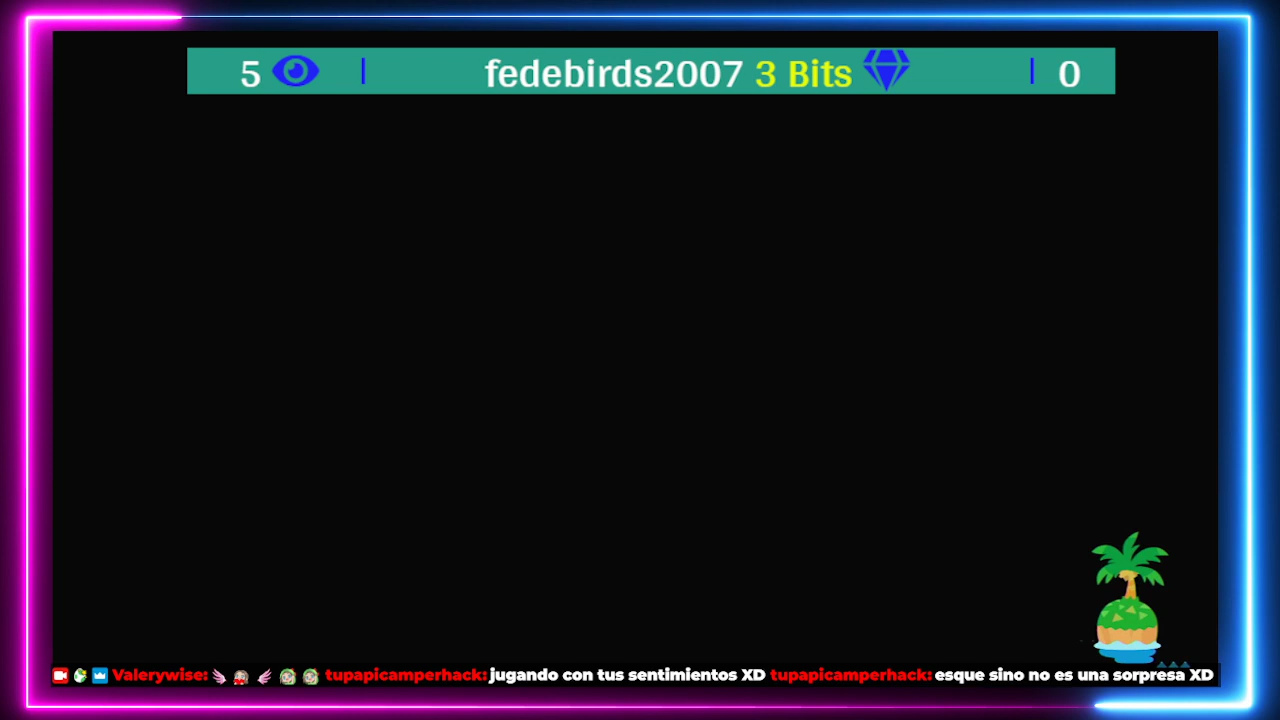 5 fedebirds2007 3 Bits 0
Valerywise: tupapicamperhack: jugando con tus sentimientos XD tupapicamperhack: esque sino no es una sorpresa XD